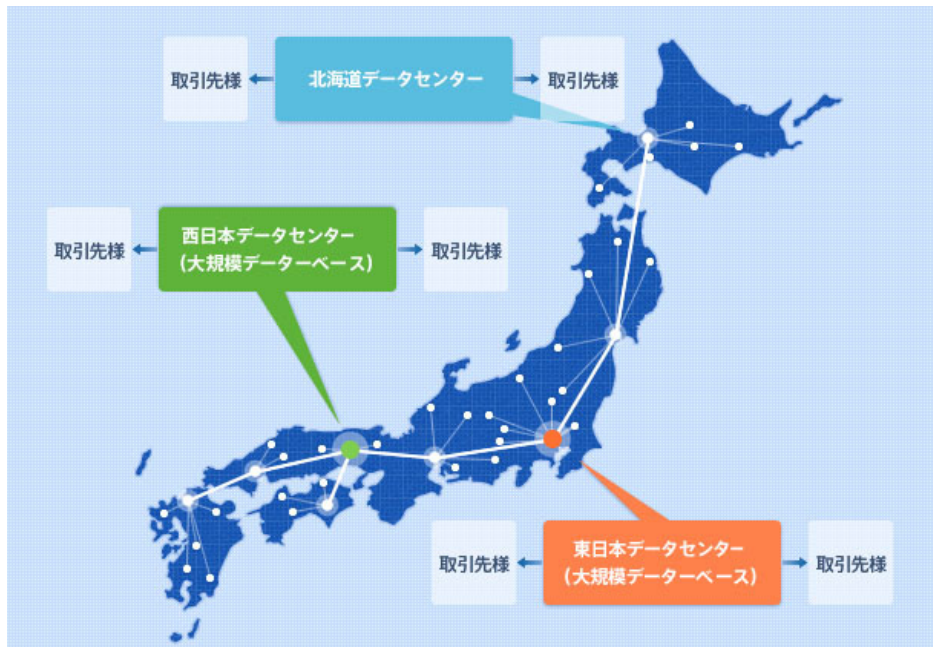 取引先様
北海道データセンター
取引先様
取引先様
西日本データセンター
（大規模データーベース）
取引先様
取引先様
東日本データセンター
（大規模データーベース）
取引先様